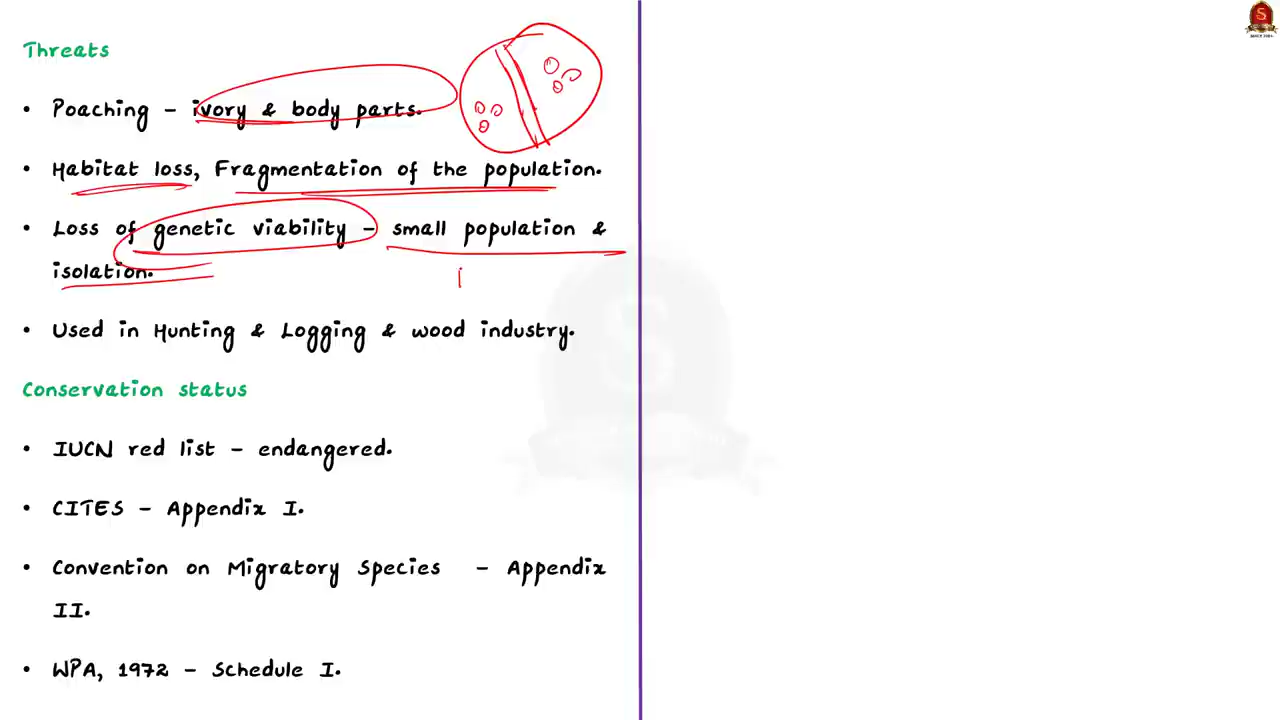 Threats
• Poaching – ivory & body parts.
• Habitat loss, Fragmentation of the population.
• Loss of genetic viability – small population &
isolation.
• Used in Hunting & Logging & wood industry.
Conservation status
• IUCN red list – endangered.
• CITES – Appendix I.
• Convention on Migratory Species – Appendix
II.
• WPA, 1972 – Schedule I.
S